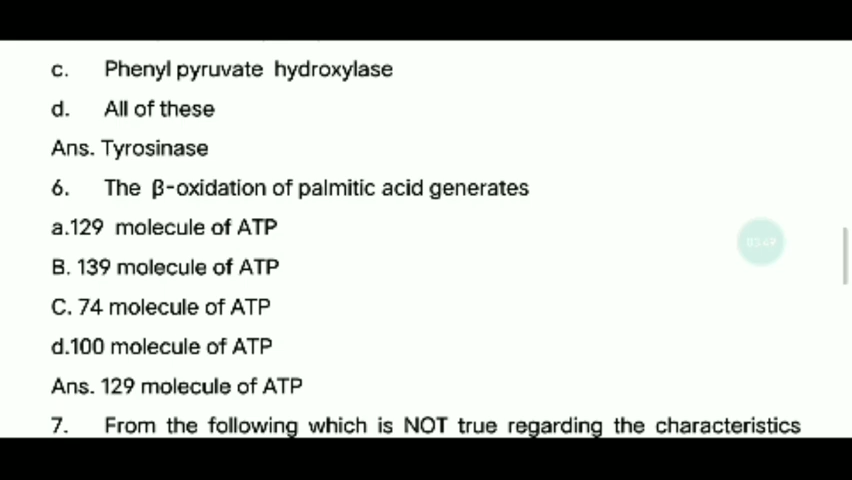 c. Phenyl pyruvate hydroxylase
d. All of these
Ans. Tyrosinase
6. The β-oxidation of palmitic acid generates
a.129 molecule of ATP
B. 139 molecule of ATP
C. 74 molecule of ATP
d.100 molecule of ATP
Ans. 129 molecule of ATP
7. From the following which is NOT true regarding the characteristics